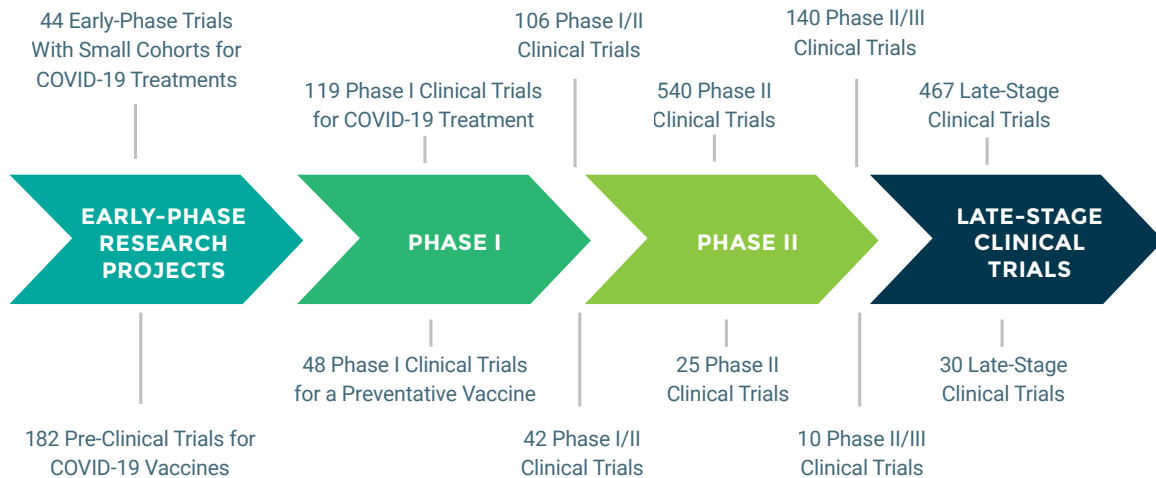 44 Early-Phase Trials
With Small Cohorts for
COVID-19 Treatments
119 Phase I Clinical Trials
for COVID-19 Treatment
106 Phase I/II
Clinical Trials
540 Phase II
Clinical Trials
140 Phase II/III
Clinical Trials
467 Late-Stage
Clinical Trials
EARLY-PHASE
RESEARCH
PROJECTS
PHASE I
PHASE II
LATE-STAGE
CLINICAL
TRIALS
182 Pre-Clinical Trials for
COVID-19 Vaccines
48 Phase I Clinical Trials
for a Preventative Vaccine
42 Phase I/II
Clinical Trials
25 Phase II
Clinical Trials
10 Phase II/III
Clinical Trials
30 Late-Stage
Clinical Trials